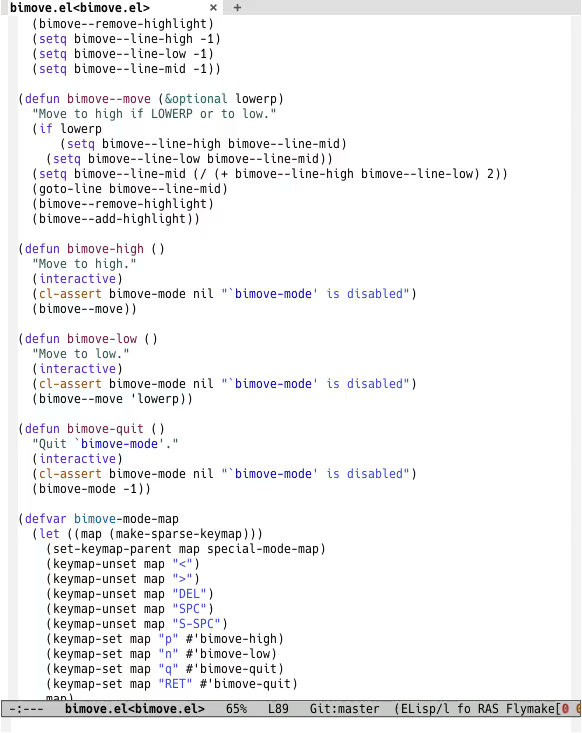 bimove.el<bimove.el> × +
(bimove--remove-highlight)
(setq bimove--line-high -1)
(setq bimove--line-low -1)
(setq bimove--line-mid -1))
(defun bimove--move (&optional lowerp)
"Move to high if LOWERP or to low."
(if lowerp
(setq bimove--line-high bimove--line-mid)
(setq bimove--line-low bimove--line-mid))
(setq bimove--line-mid (/ (+ bimove--line-high bimove--line-low) 2))
(goto-line bimove--line-mid)
(bimove--remove-highlight)
(bimove--add-highlight))
(defun bimove-high ()
"Move to high."
(interactive)
(cl-assert bimove-mode nil "`bimove-mode' is disabled")
(bimove--move))
(defun bimove-low ()
"Move to low."
(interactive)
(cl-assert bimove-mode nil "`bimove-mode' is disabled")
(bimove--move 'lowerp))
(defun bimove-quit ()
"Quit `bimove-mode'."
(interactive)
(cl-assert bimove-mode nil "`bimove-mode' is disabled")
(bimove-mode -1))
(defvar bimove-mode-map
(let ((map (make-sparse-keymap)))
(set-keymap-parent map special-mode-map)
(keymap-unset map "<")
(keymap-unset map ">")
(keymap-unset map "DEL")
(keymap-unset map "SPC")
(keymap-unset map "S-SPC")
(keymap-set map "p" #'bimove-high)
(keymap-set map "n" #'bimove-low)
(keymap-set map "q" #'bimove-quit)
(keymap-set map "RET" #'bimove-quit)
map)
-:--- bimove.el<bimove.el> 65% L89 Git:master (ELisp/l fo RAS Flymake[0